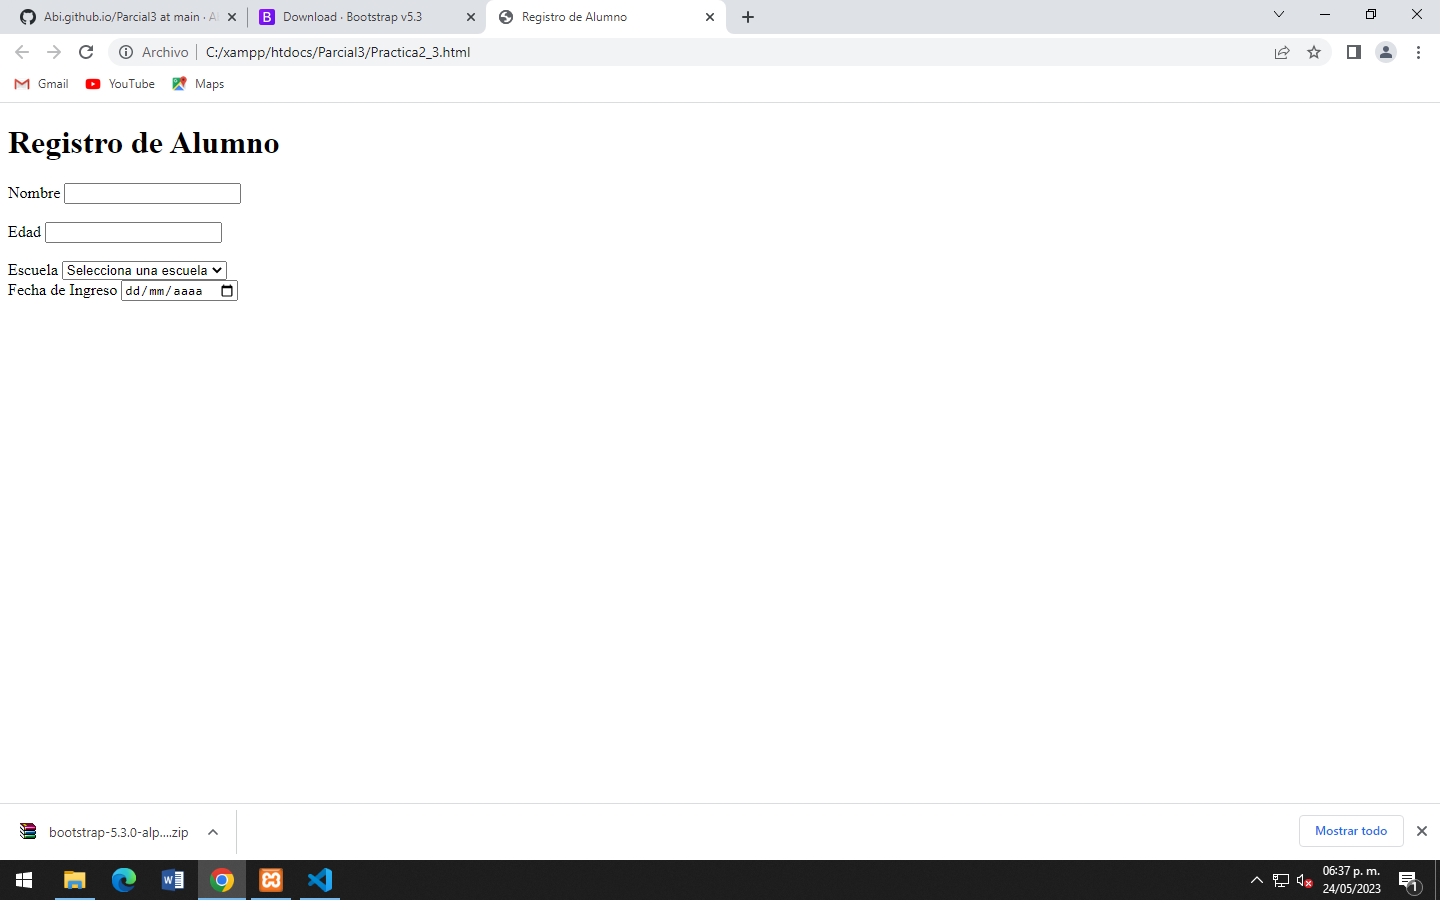 Abi.github.io/Parcial3 at main · A
Download · Bootstrap v5.3
Registro de Alumno
Archivo
C:/xampp/htdocs/Parcial3/Practica2_3.html
Gmail
YouTube
Maps
Registro de Alumno
Nombre
Edad
Escuela Selecciona una escuela
Fecha de Ingreso dd/mm/aaaa
bootstrap-5.3.0-alp....zip
Mostrar todo
06:37 p. m.
24/05/2023
1